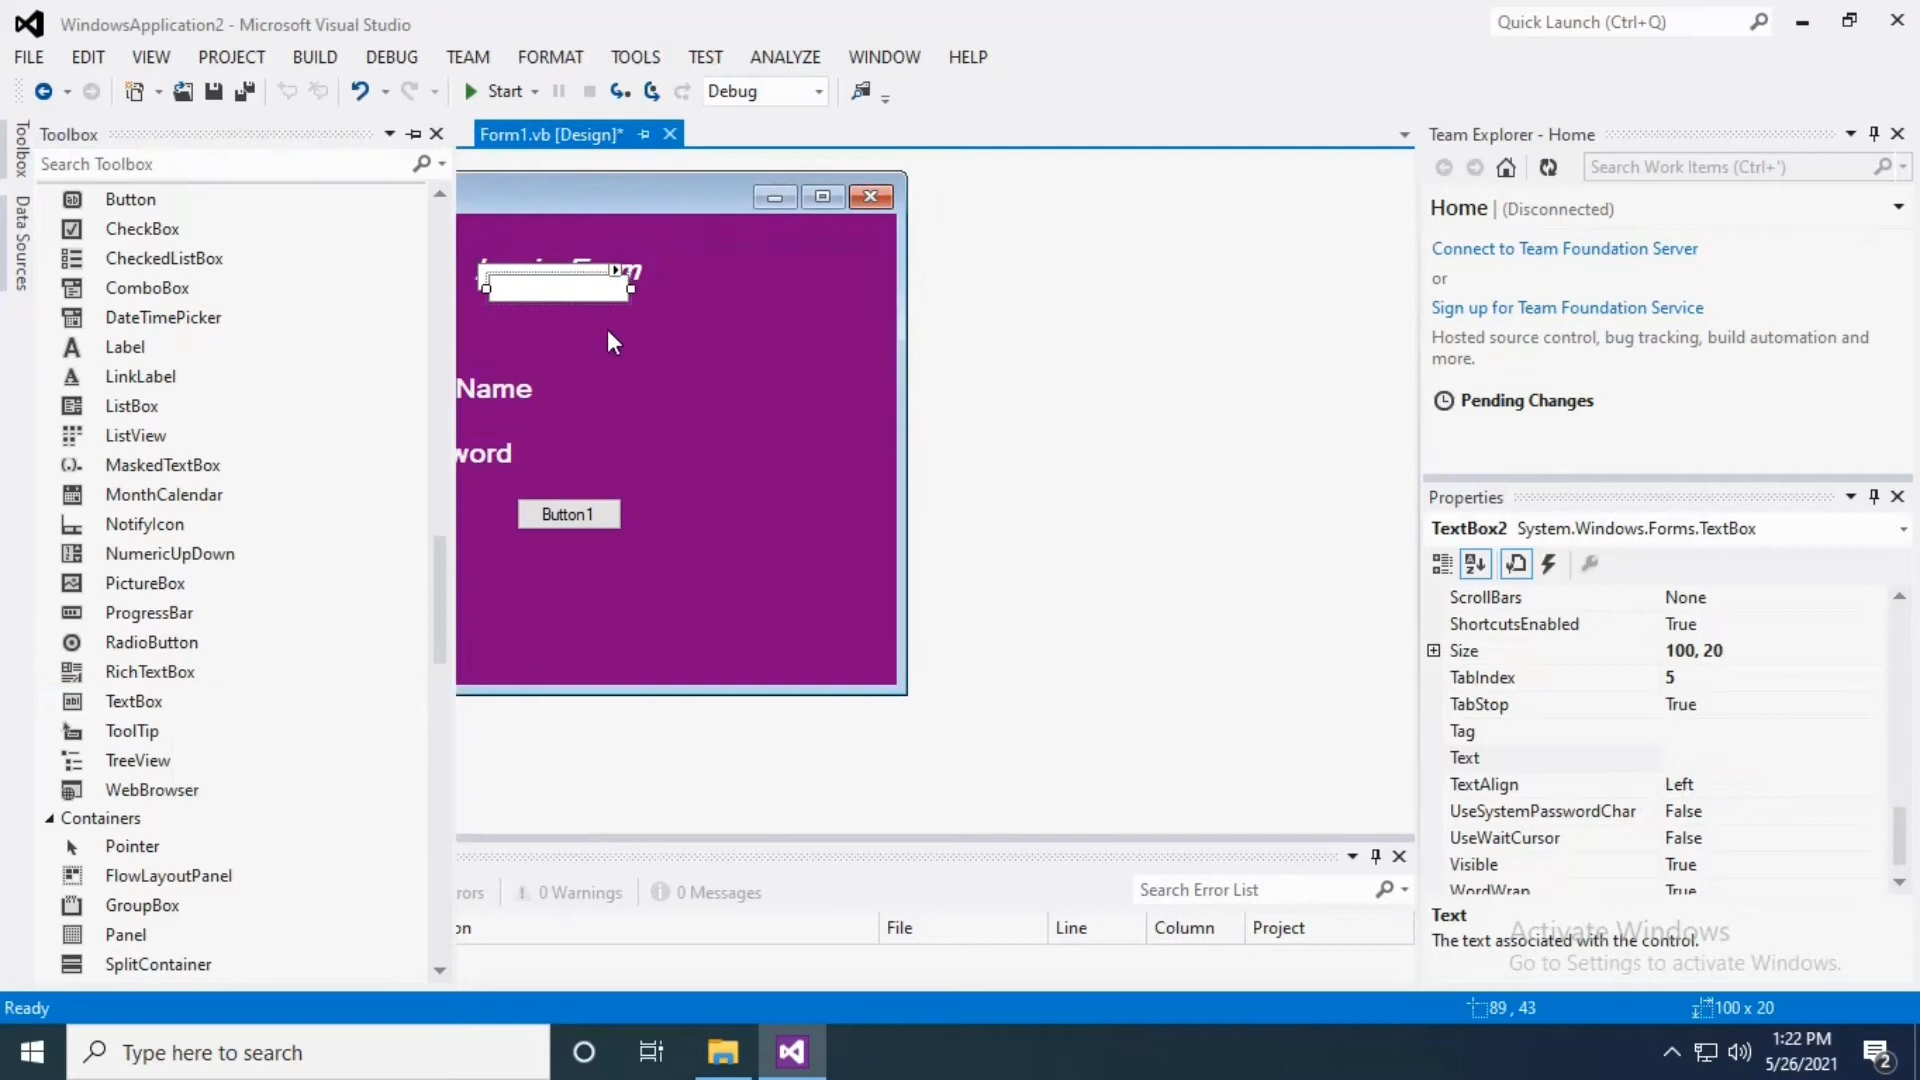 WindowsApplication2 - Microsoft Visual Studio
Quick Launch (Ctrl+Q)
FILE EDIT VIEW PROJECT BUILD DEBUG TEAM FORMAT TOOLS TEST ANALYZE WINDOW HELP
Start Debug
Toolbox
Data Sources
Toolbox
Search Toolbox
Button
CheckBox
CheckedListBox
ComboBox
DateTimePicker
Label
LinkLabel
ListBox
ListView
MaskedTextBox
MonthCalendar
NotifyIcon
NumericUpDown
PictureBox
ProgressBar
RadioButton
RichTextBox
TextBox
ToolTip
TreeView
WebBrowser
Containers
Pointer
FlowLayoutPanel
GroupBox
Panel
SplitContainer
Form1.vb [Design]*
Name
word
Button1
rors 0 Warnings 0 Messages
Search Error List
on File Line Column Project
Team Explorer - Home
Search Work Items (Ctrl+')
Home | (Disconnected)
Connect to Team Foundation Server
or
Sign up for Team Foundation Service
Hosted source control, bug tracking, build automation and
more.
Pending Changes
Properties
TextBox2 System.Windows.Forms.TextBox
ScrollBars None
ShortcutsEnabled True
Size 100, 20
TabIndex 5
TabStop True
Tag
Text
TextAlign Left
UseSystemPasswordChar False
UseWaitCursor False
Visible True
WordWrap True
Text
The text associated with the control.
Activate Windows
Go to Settings to activate Windows.
Ready 89 , 43 100 x 20
Type here to search
1:22 PM
5/26/2021
2